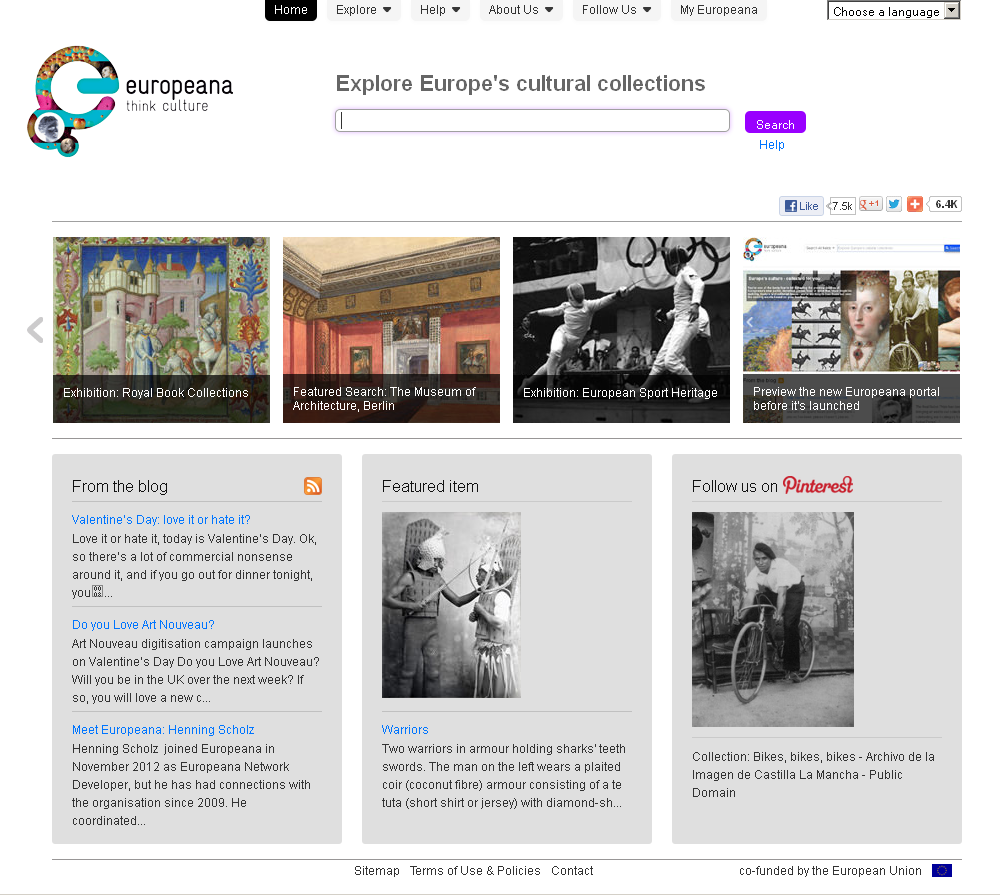 Home Explore Help About Us Follow Us My Europeana Choose a language
europeana
think culture
Explore Europe's cultural collections
Search
Help
Like 7.5k +1 6.4K
Exhibition: Royal Book Collections
Featured Search: The Museum of
Architecture, Berlin
Exhibition: European Sport Heritage
europeana
Preview the new Europeana portal
before it's launched
From the blog
Valentine's Day: love it or hate it?
Love it or hate it, today is Valentine's Day. Ok,
so there's a lot of commercial nonsense
around it, and if you go out for dinner tonight,
you...
Do you Love Art Nouveau?
Art Nouveau digitisation campaign launches
on Valentine's Day Do you Love Art Nouveau?
Will you be in the UK over the next week? If
so, you will love a new c...
Meet Europeana: Henning Scholz
Henning Scholz joined Europeana in
November 2012 as Europeana Network
Developer, but he has had connections with
the organisation since 2009. He
coordinated...
Featured item
Warriors
Two warriors in armour holding sharks' teeth
swords. The man on the left wears a plaited
coir (coconut fibre) armour consisting of a te
tuta (short shirt or jersey) with diamond-sh...
Follow us on Pinterest
Collection: Bikes, bikes, bikes - Archivo de la
Imagen de Castilla La Mancha - Public
Domain
Sitemap Terms of Use & Policies Contact co-funded by the European Union